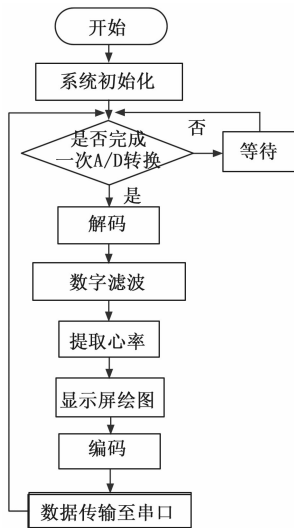 开始
系统初始化
是否完成
一次A/D转换
否
等待
是
解码
数字滤波
提取心率
显示屏绘图
编码
数据传输至串口